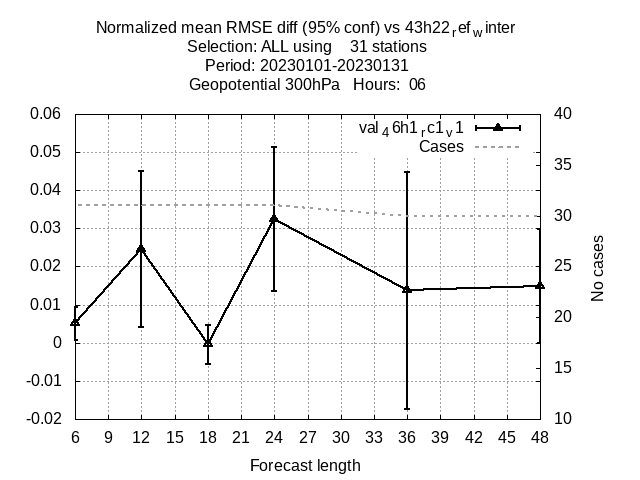 Normalized mean RMSE diff (95% conf) vs 43h22ᵣef_winter
Selection: ALL using 31 stations
Period: 20230101-20230131
Geopotential 300hPa Hours: 06
0.06
0.05
0.04
0.03
0.02
0.01
0
-0.01
-0.02
val_46h1_rc1_v1
Cases
40
35
30
25
20
15
10
No cases
6 9 12 15 18 21 24 27 30 33 36 39 42 45 48
Forecast length